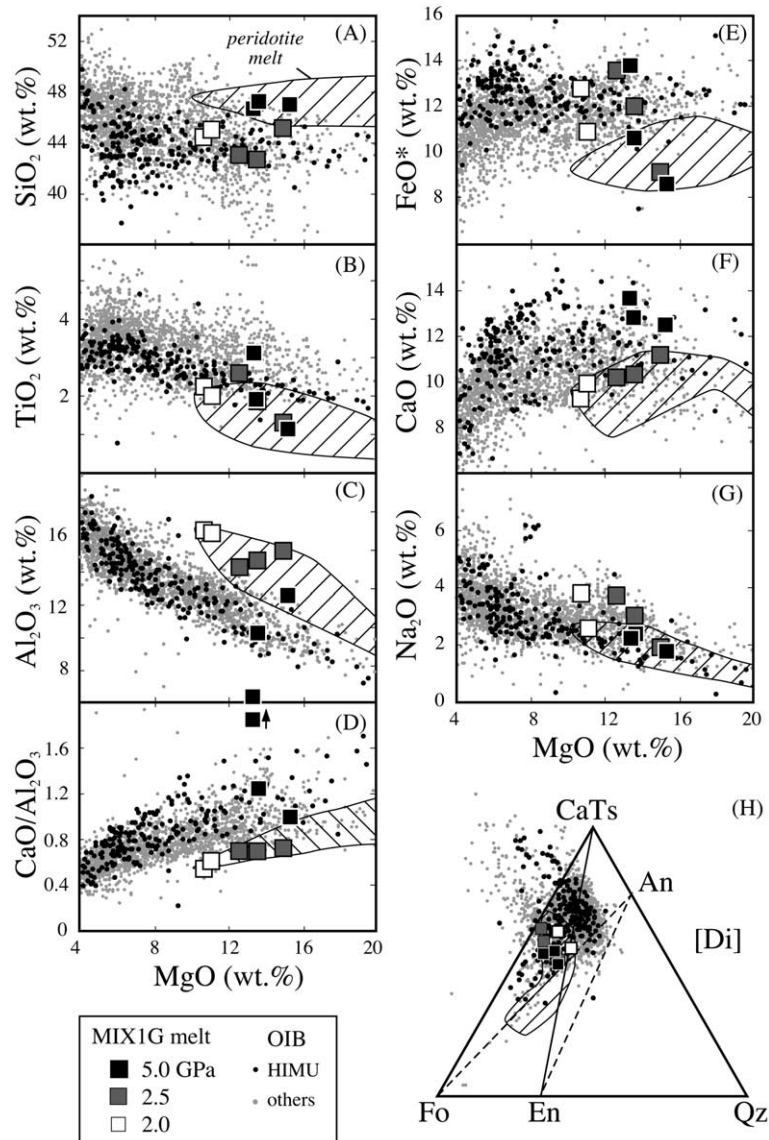 (A)
peridotite
melt
SiO2 (wt.%)
52
48
44
40
(B)
TiO2 (wt.%)
4
2
(C)
Al2O3 (wt.%)
16
12
8
(D)
CaO/Al2O3
1.6
1.2
0.8
0.4
0
4 8 12 16 20
MgO (wt.%)
(E)
FeO* (wt.%)
16
14
12
10
8
(F)
CaO (wt.%)
14
12
10
8
(G)
Na2O (wt.%)
6
4
2
0
4 8 12 16 20
MgO (wt.%)
(H)
CaTs
An
[Di]
Fo En Qz
MIX1G melt
5.0 GPa
2.5
2.0
OIB
HIMU
others